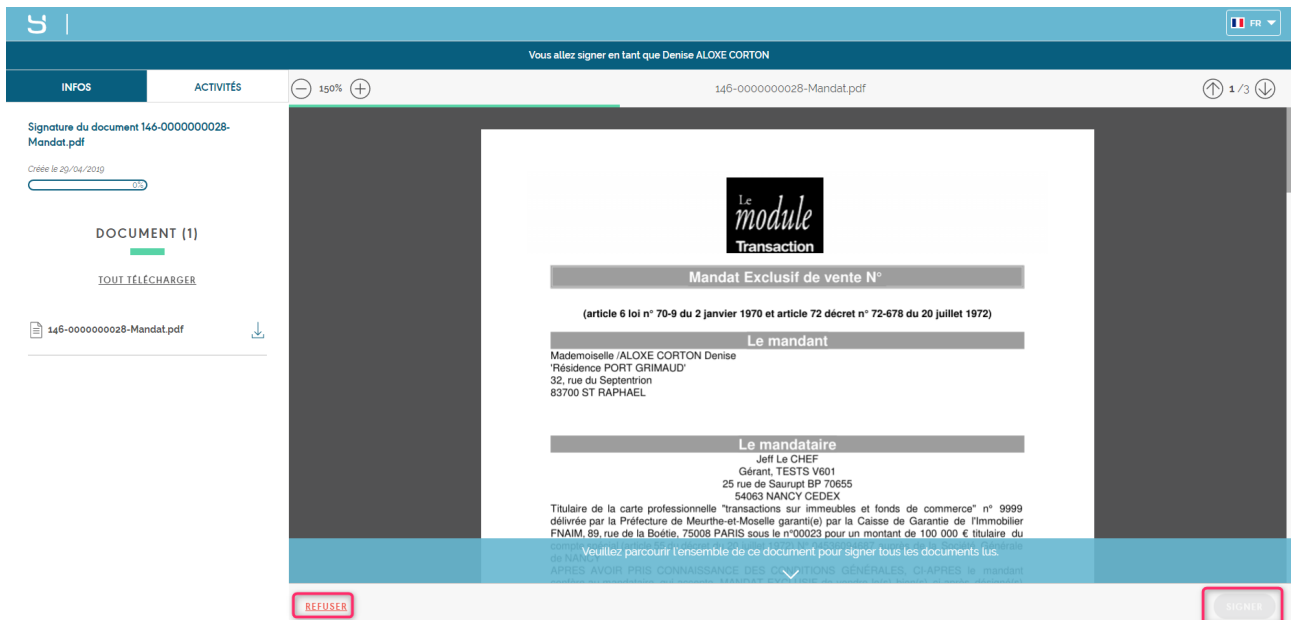 FR
Vous allez signer en tant que Denise ALOXE CORTON
INFOS
ACTIVITÉS
150%
146-0000000028-Mandat.pdf
1 /3
Signature du document 146-0000000028-
Mandat.pdf
Créée le 29/04/2019
0%
DOCUMENT (1)
TOUT TÉLÉCHARGER
146-0000000028-Mandat.pdf
Le
module
Transaction
Mandat Exclusif de vente N°
(article 6 loi n° 70-9 du 2 janvier 1970 et article 72 décret n° 72-678 du 20 juillet 1972)
Le mandant
Mademoiselle /ALOXE CORTON Denise
'Résidence PORT GRIMAUD'
32, rue du Septentrion
83700 ST RAPHAEL
Le mandataire
Jeff Le CHEF
Gérant, TESTS V601
25 rue de Saurupt BP 70655
54063 NANCY CEDEX
Titulaire de la carte professionnelle "transactions sur immeubles et fonds de commerce" n° 9999
délivrée par la Préfecture de Meurthe-et-Moselle garanti(e) par la Caisse de Garantie de l'Immobilier
FNAIM, 89, rue de la Boétie, 75008 PARIS sous le n°00023 pour un montant de 100 000 € titulaire du
Veuillez parcourir l'ensemble de ce document pour signer tous les documents lus.
de NANCY
APRES AVOIR PRIS CONNAISSANCE DES CONDITIONS GÉNÉRALES, CI-APRES le mandant
REFUSER
SIGNER